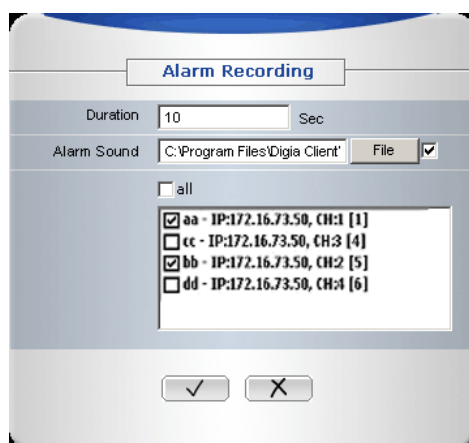 Alarm Recording
Duration 10 Sec
Alarm Sound C:\Program Files\Digia Client' File
all
aa - IP:172.16.73.50, CH:1 [1]
cc - IP:172.16.73.50, CH:3 [4]
bb - IP:172.16.73.50, CH:2 [5]
dd - IP:172.16.73.50, CH:4 [6]